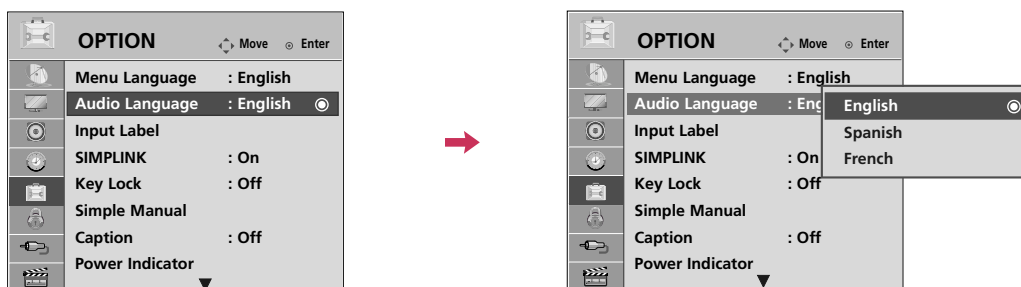 OPTION Move Enter
Menu Language : English
Audio Language : English
Input Label
SIMPLINK : On
Key Lock : Off
Simple Manual
Caption : Off
Power Indicator
OPTION Move Enter
Menu Language : English
Audio Language : Eng
Input Label
SIMPLINK : On
Key Lock : Off
Simple Manual
Caption : Off
Power Indicator
English
Spanish
French